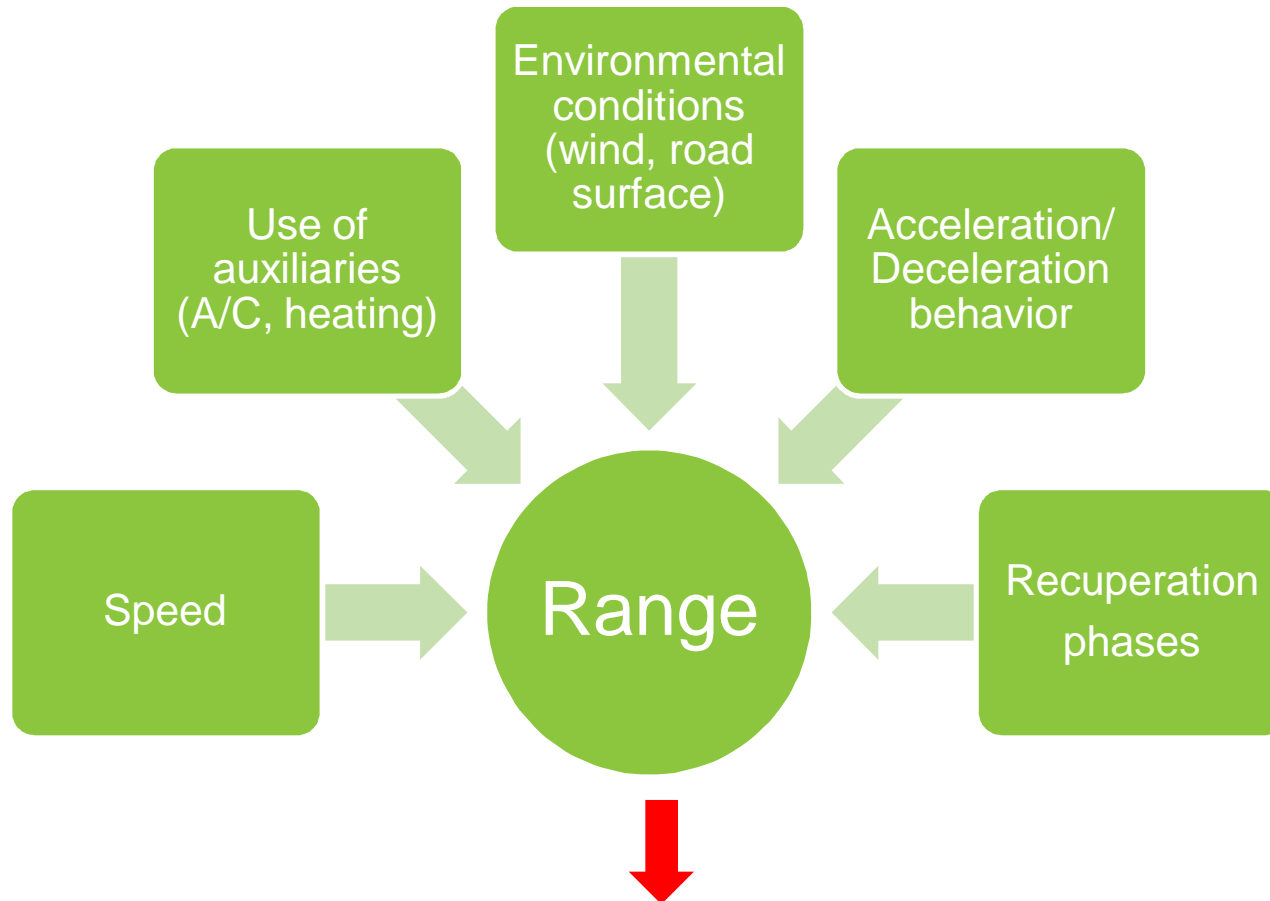 Environmental
conditions
(wind, road
surface)
Use of
auxiliaries
(A/C, heating)
Acceleration/
Deceleration
behavior
Speed
Range
Recuperation
phases